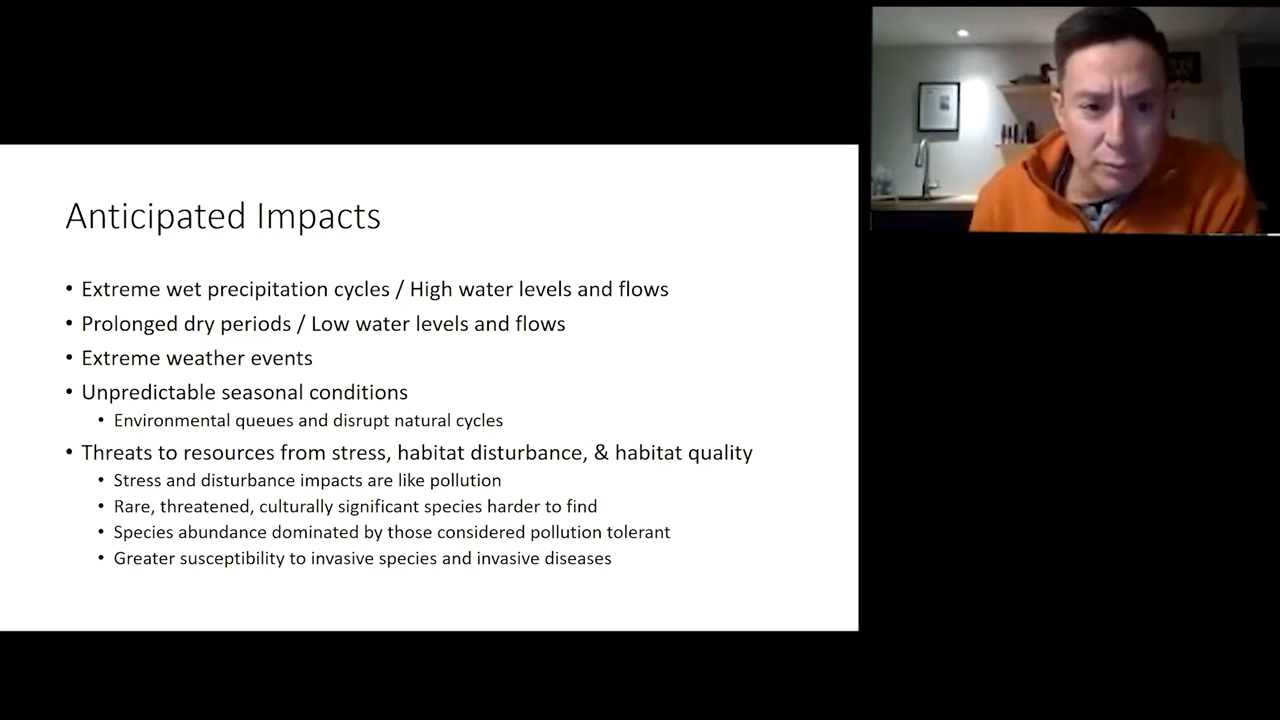 Anticipated Impacts
• Extreme wet precipitation cycles / High water levels and flows
• Prolonged dry periods / Low water levels and flows
• Extreme weather events
• Unpredictable seasonal conditions
• Environmental queues and disrupt natural cycles
• Threats to resources from stress, habitat disturbance, & habitat quality
• Stress and disturbance impacts are like pollution
• Rare, threatened, culturally significant species harder to find
• Species abundance dominated by those considered pollution tolerant
• Greater susceptibility to invasive species and invasive diseases